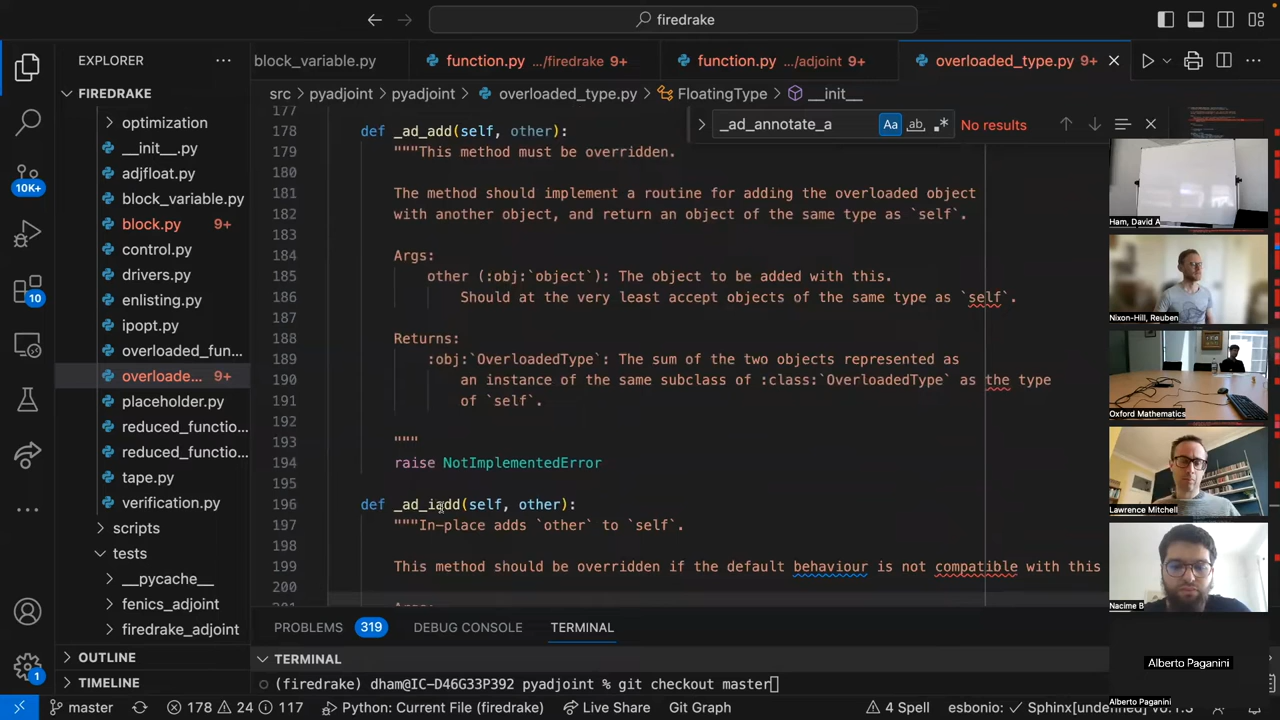 firedrake
EXPLORER
block_variable.py
function.py .../firedrake 9+
function.py .../adjoint 9+
overloaded_type.py 9+
FIREDRAKE
src > pyadjoint > pyadjoint > overloaded_type.py > FloatingType > __init__
optimization
__init__.py
adjfloat.py
block_variable.py
block.py 9+
control.py
drivers.py
enlisting.py
ipopt.py
overloaded_fun...
overloade... 9+
placeholder.py
reduced_functio...
reduced_functio...
tape.py
verification.py
scripts
tests
__pycache__
fenics_adjoint
firedrake_adjoint
OUTLINE
TIMELINE
10K+
10
1
_ad_annotate_a
Aa
ab
No results
177
178 def _ad_add(self, other):
179 """This method must be overridden.
180
181 The method should implement a routine for adding the overloaded object
182 with another object, and return an object of the same type as `self`.
183
184 Args:
185 other (:obj:`object`): The object to be added with this.
186 Should at the very least accept objects of the same type as `self`.
187
188 Returns:
189 :obj:`OverloadedType`: The sum of the two objects represented as
190 an instance of the same subclass of :class:`OverloadedType` as the type
191 of `self`.
192
193 """
194 raise NotImplementedError
195
196 def _ad_iadd(self, other):
197 """In-place adds `other` to `self`.
198
199 This method should be overridden if the default behaviour is not compatible with this
200
201 Args:
PROBLEMS 319 DEBUG CONSOLE TERMINAL
TERMINAL
(firedrake) dham@IC-D46G33P392 pyadjoint % git checkout master
master 178 24 117 Python: Current File (firedrake) Live Share Git Graph 4 Spell esbonio: Sphinx[undefined]
Ham, David A
Nixon-Hill, Reuben
Oxford Mathematics
Lawrence Mitchell
Nacime B
Alberto Paganini
Alberto Paganini